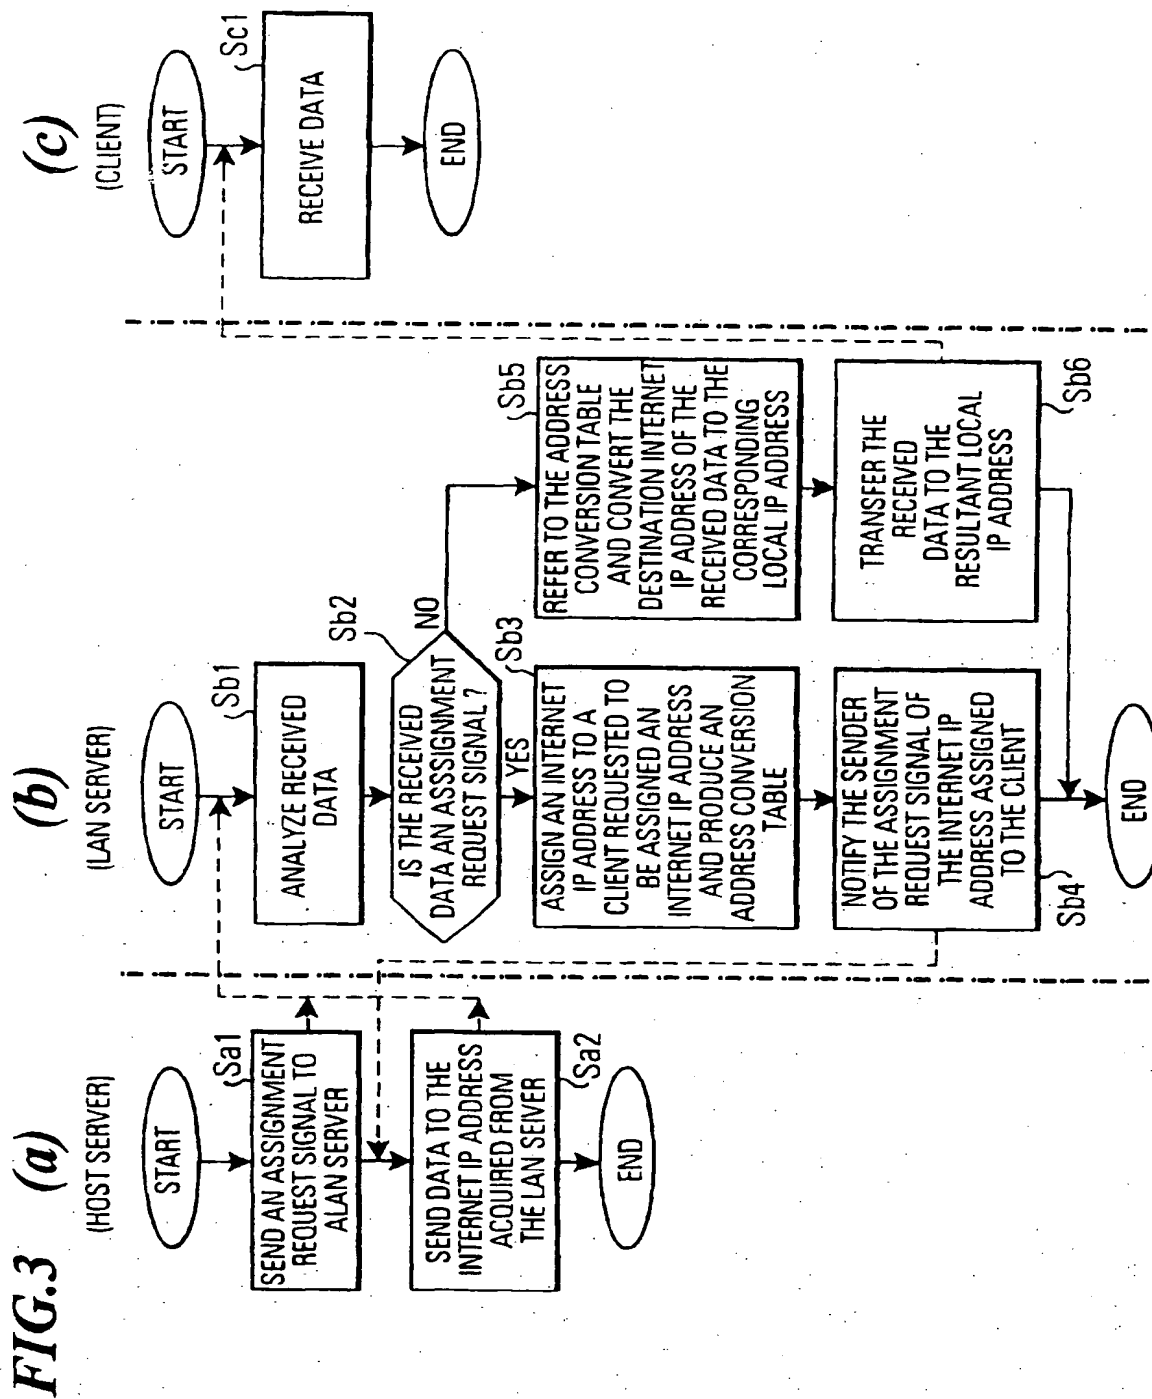 FIG.3
(a)
(HOST SERVER)
START
Sa1
SEND AN ASSIGNMENT
REQUEST SIGNAL TO
ALAN SERVER
SEND DATA TO THE
INTERNET IP ADDRESS
ACQUIRED FROM
THE LAN SEIVER
Sa2
END
(b)
(LAN SERVER)
START
Sb1
ANALYZE RECEIVED
DATA
Sb2
IS THE RECEIVED
DATA AN ASSSIGNMENT
REQUEST SIGNAL?
NO
YES
Sb3
ASSIGN AN INTERNET
IP ADDRESS TO A
CLIENT REQUESTED TO
BE ASSIGNED AN
INTERNET IP ADDRESS
AND PRODUCE AN
ADDRESS CONVERSION
TABLE
NOTIFY THE SENDER
OF THE ASSIGNMENT
REQUEST SIGNAL OF
THE INTERNET IP
ADDRESS ASSIGNED
TO THE CLIENT
Sb4
Sb5
REFER TO THE ADDRESS
CONVERSION TABLE
AND CONVERT THE
DESTINATION INTERNET
IP ADDRESS OF THE
RECEIVED DATA TO THE
CORRESPONDING
LOCAL IP ADDRESS
TRANSFER THE
RECEIVED
DATA TO THE
RESULTANT LOCAL
IP ADDRESS
Sb6
END
(c)
(CLIENT)
START
Sc1
RECEIVE DATA
END